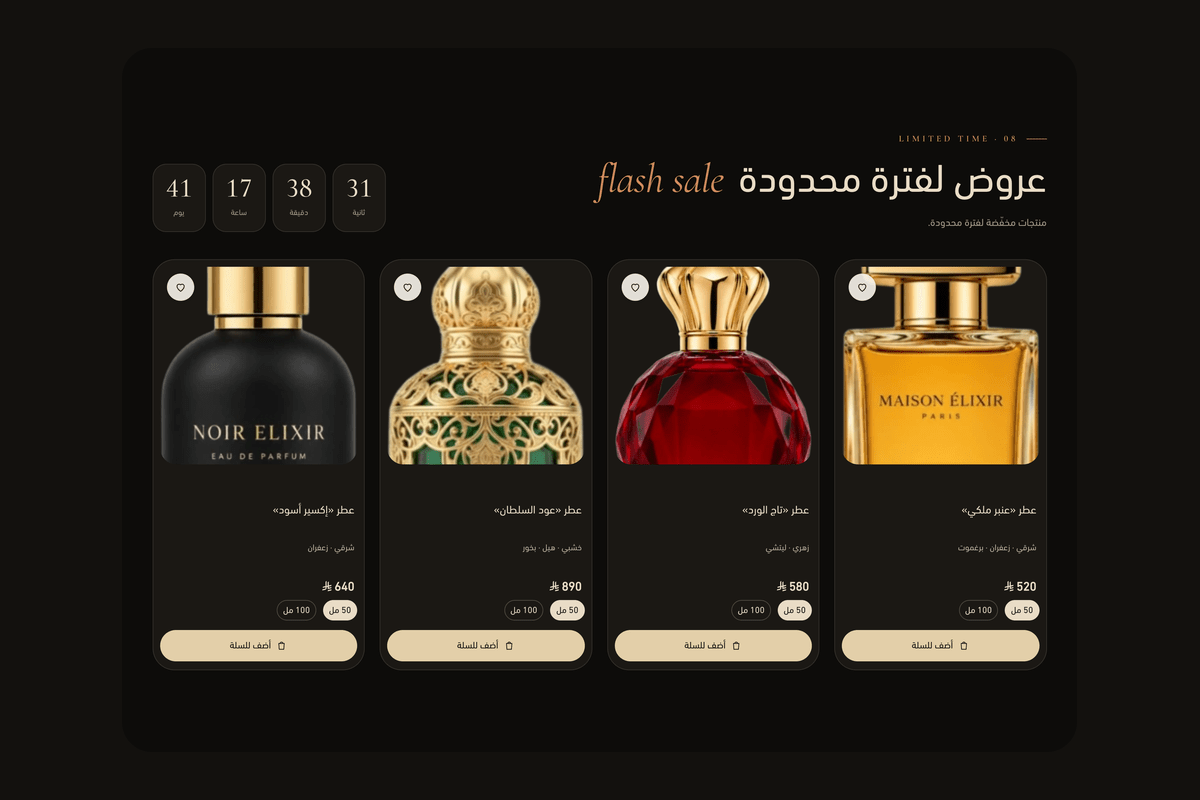 LIMITED TIME · 08
عروض لفترة محدودة flash sale
منتجات مخفّضة لفترة محدودة.
31 ثانية
38 دقيقة
17 ساعة
41 يوم
MAISON ÉLIXIR
PARIS
عطر «عنبر ملكي»
شرقي · زعفران · برغموت
520
50 مل
100 مل
أضف للسلة
عطر «تاج الورد»
زهري · ليتشي
580
50 مل
100 مل
أضف للسلة
عطر «عود السلطان»
خشبي · هيل · بخور
890
50 مل
100 مل
أضف للسلة
NOIR ELIXIR
EAU DE PARFUM
عطر «إكسير أسود»
شرقي · زعفران
640
50 مل
100 مل
أضف للسلة